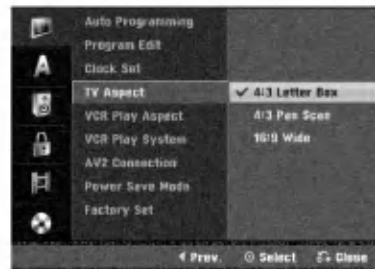 Auto Programming
Program Edit
Clock Set
TV Aspect
✓ 4:3 Letter Box
VCR Play Aspect
4:3 Pan Scan
VCR Play System
16:9 Wide
AV2 Connection
Power Save Mode
Factory Set
A
Prev.
Select
Close